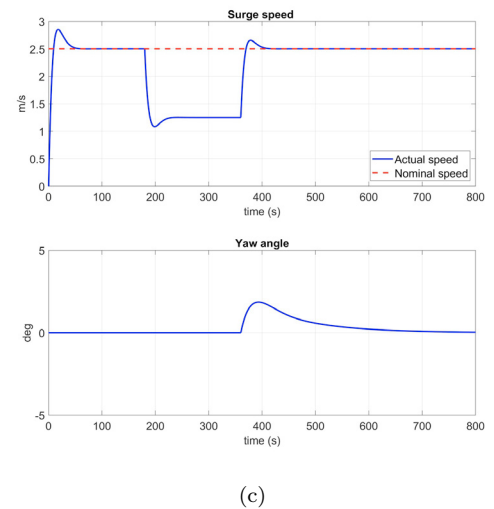 Surge speed
3
2.5
2
1.5
1
0.5
0
m/s
0 100 200 300 400 500 600 700 800
time (s)
Actual speed
Nominal speed
Yaw angle
5
0
-5
deg
0 100 200 300 400 500 600 700 800
time (s)
(c)